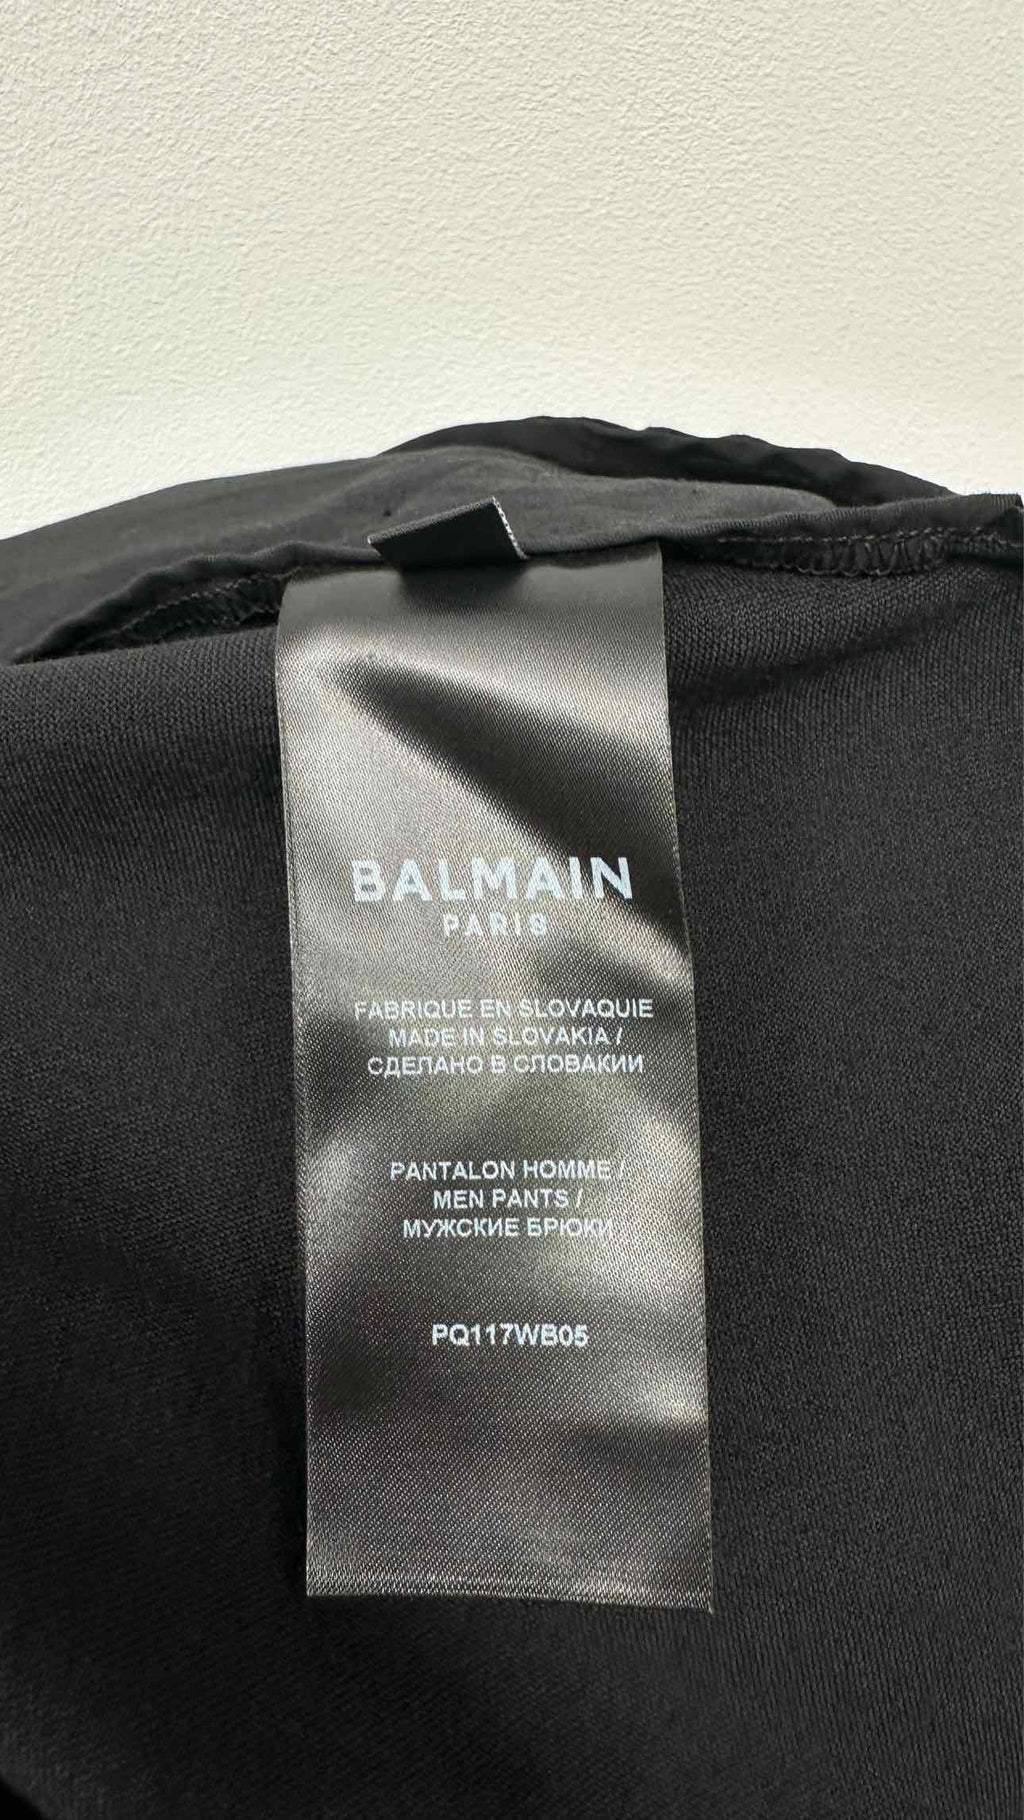 BALMAIN
PARIS
FABRIQUE EN SLOVAQUIE
MADE IN SLOVAKIA /
СДЕЛАНО В СЛОВАКИИ
PANTALON HOMME /
MEN PANTS /
МУЖСКИЕ БРЮКИ
PQ117WB05